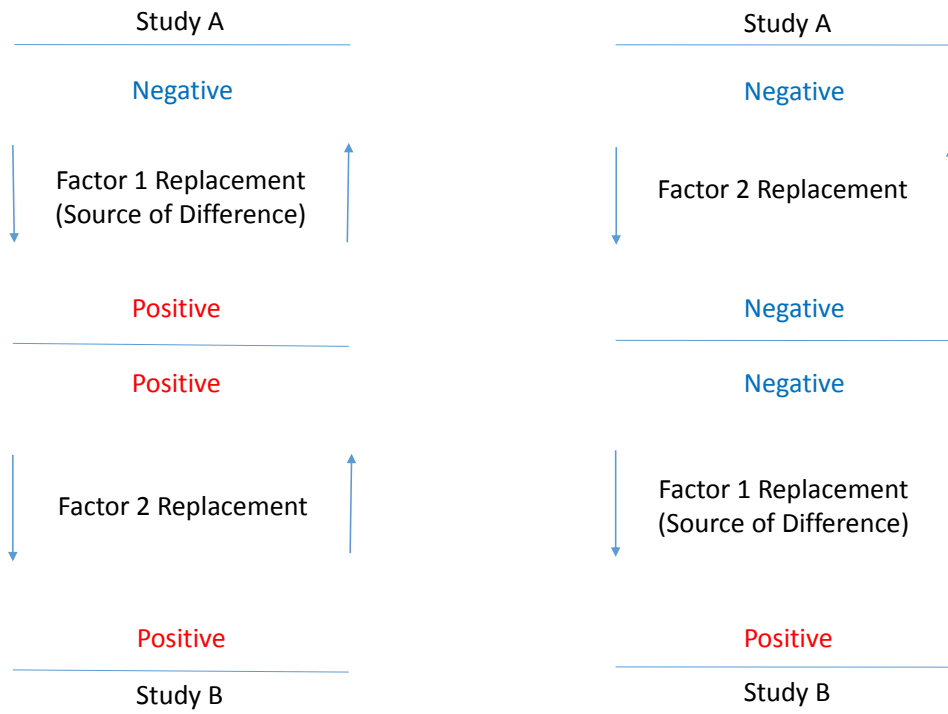 Study A
Negative
Factor 1 Replacement
(Source of Difference)
Positive
Positive
Factor 2 Replacement
Positive
Study B
Study A
Negative
Factor 2 Replacement
Negative
Negative
Factor 1 Replacement
(Source of Difference)
Positive
Study B